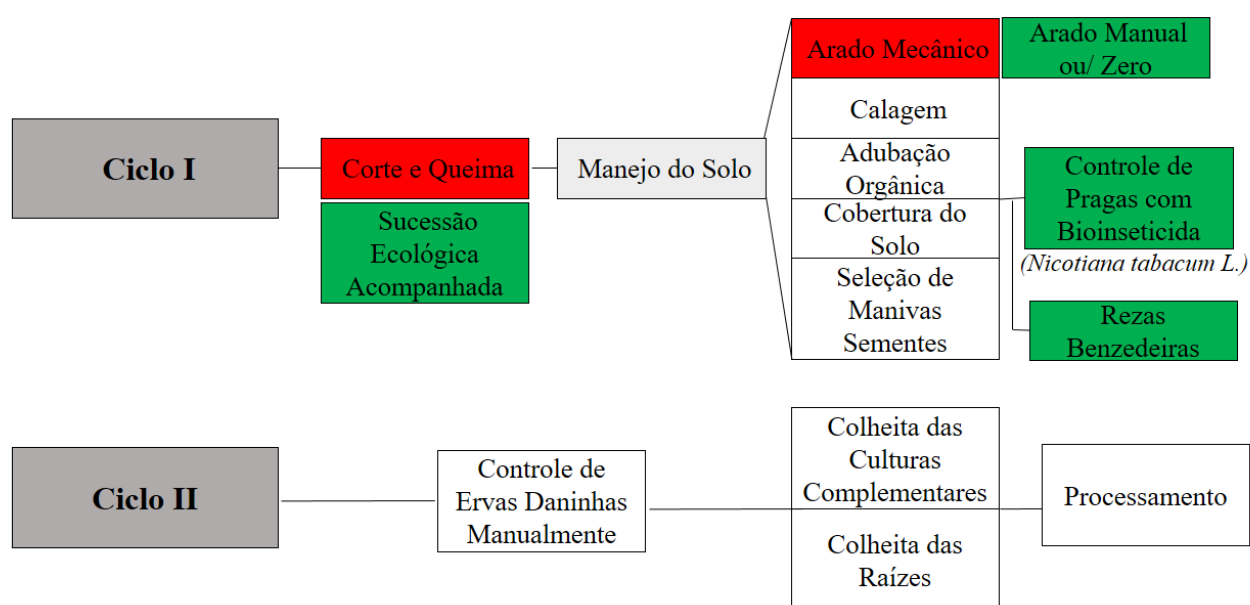 Ciclo I
Corte e Queima
Sucessão
Ecológica
Acompanhada
Manejo do Solo
Arado Mecânico
Calagem
Adubação
Orgânica
Cobertura do
Solo
Seleção de
Manivas
Sementes
Arado Manual
ou/ Zero
Controle de
Pragas com
Bioinseticida
(Nicotiana tabacum L.)
Rezas
Benzedeiras
Ciclo II
Controle de
Ervas Daninhas
Manualmente
Colheita das
Culturas
Complementares
Colheita das
Raízes
Processamento